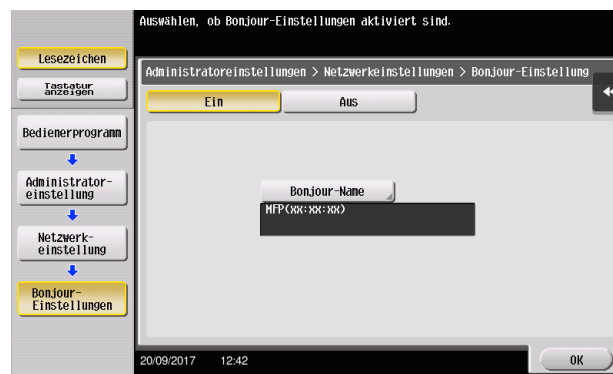 Auswählen, ob Bonjour-Einstellungen aktiviert sind.
Lesezeichen
Tastatur
anzeigen
Administratoreinstellungen > Netzwerkeinstellungen > Bonjour-Einstellung
Ein
Aus
Bedienerprogramm
Administrator-
einstellung
Netzwerk-
einstellung
Bonjour-
Einstellungen
Bonjour-Name
MFP(xx:xx:xx)
20/09/2017 12:42
OK